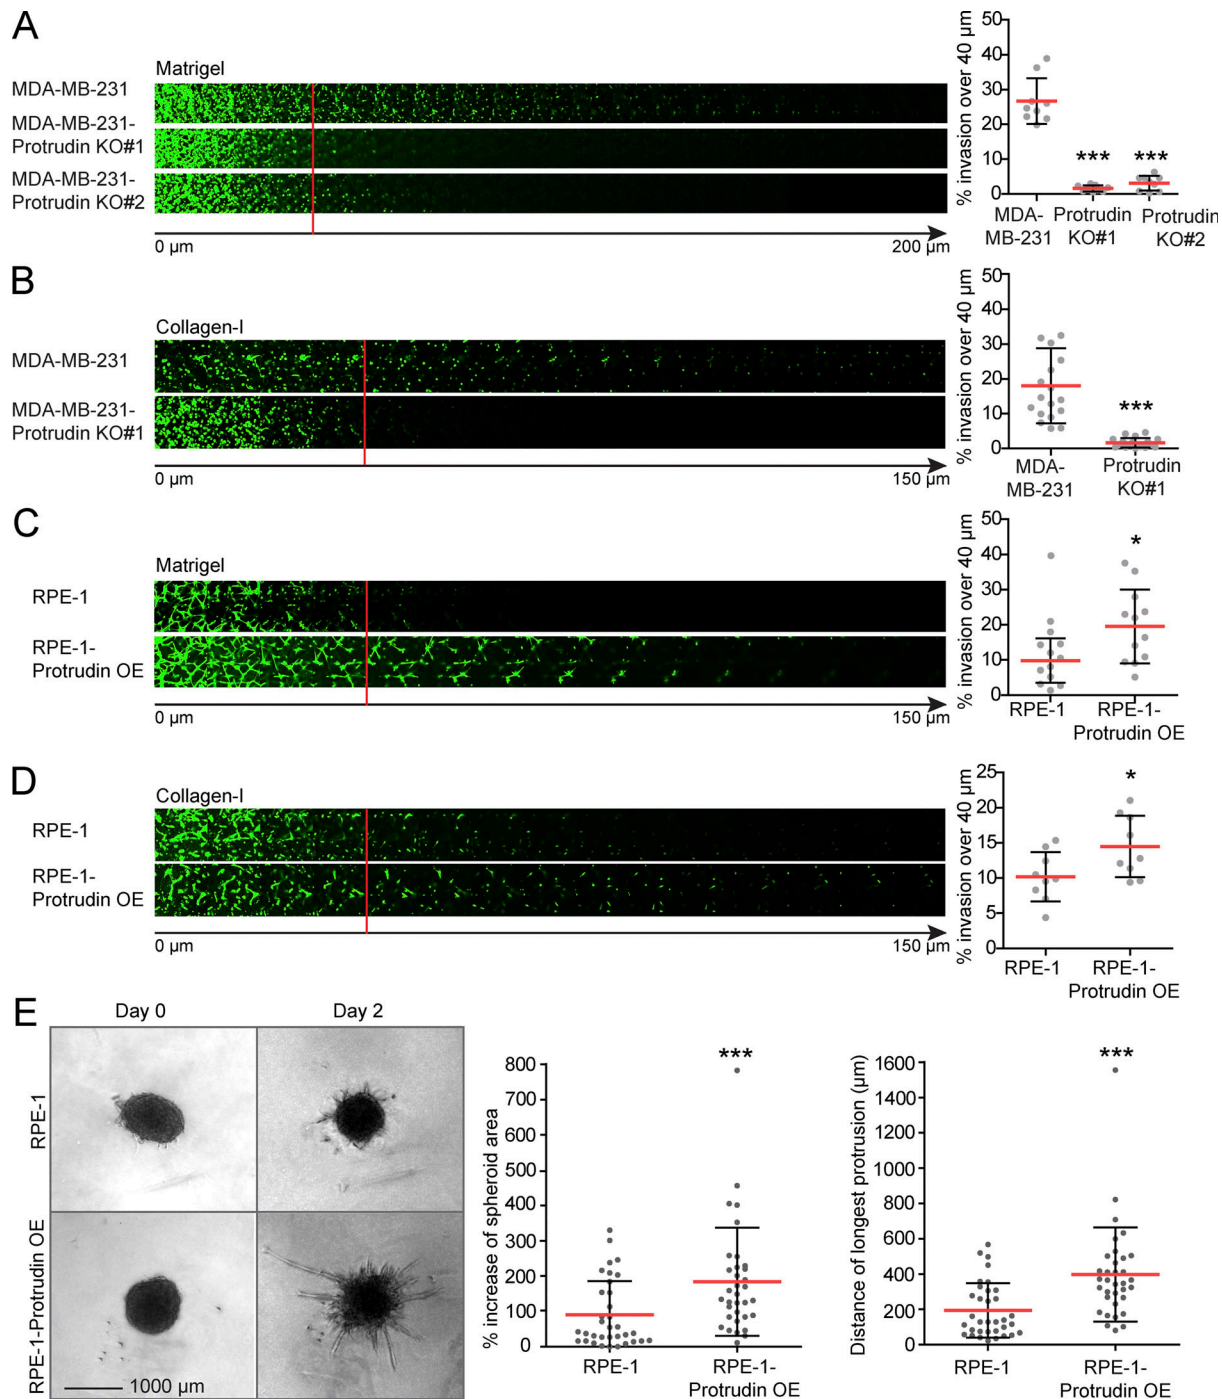 A
Matrigel
MDA-MB-231
MDA-MB-231-
Protrudin KO#1
MDA-MB-231-
Protrudin KO#2
0 µm
200 µm
% invasion over 40 µm
50
40
30
20
10
0
***
***
MDA-
MB-231
Protrudin
KO#1
Protrudin
KO#2
B
Collagen-I
MDA-MB-231
MDA-MB-231-
Protrudin KO#1
0 µm
150 µm
% invasion over 40 µm
50
40
30
20
10
0
***
MDA-
MB-231
Protrudin
KO#1
C
Matrigel
RPE-1
RPE-1-
Protrudin OE
0 µm
150 µm
% invasion over 40 µm
50
40
30
20
10
0
*
RPE-1
RPE-1-
Protrudin OE
D
Collagen-I
RPE-1
RPE-1-
Protrudin OE
0 µm
150 µm
% invasion over 40 µm
25
20
15
10
5
0
*
RPE-1
RPE-1-
Protrudin OE
E
Day 0
Day 2
RPE-1
RPE-1-Protrudin OE
1000 µm
% increase of spheroid area
800
700
600
500
400
300
200
100
0
***
RPE-1
RPE-1-
Protrudin OE
Distance of longest protrusion (µm)
1600
1400
1200
1000
800
600
400
200
0
***
RPE-1
RPE-1-
Protrudin OE